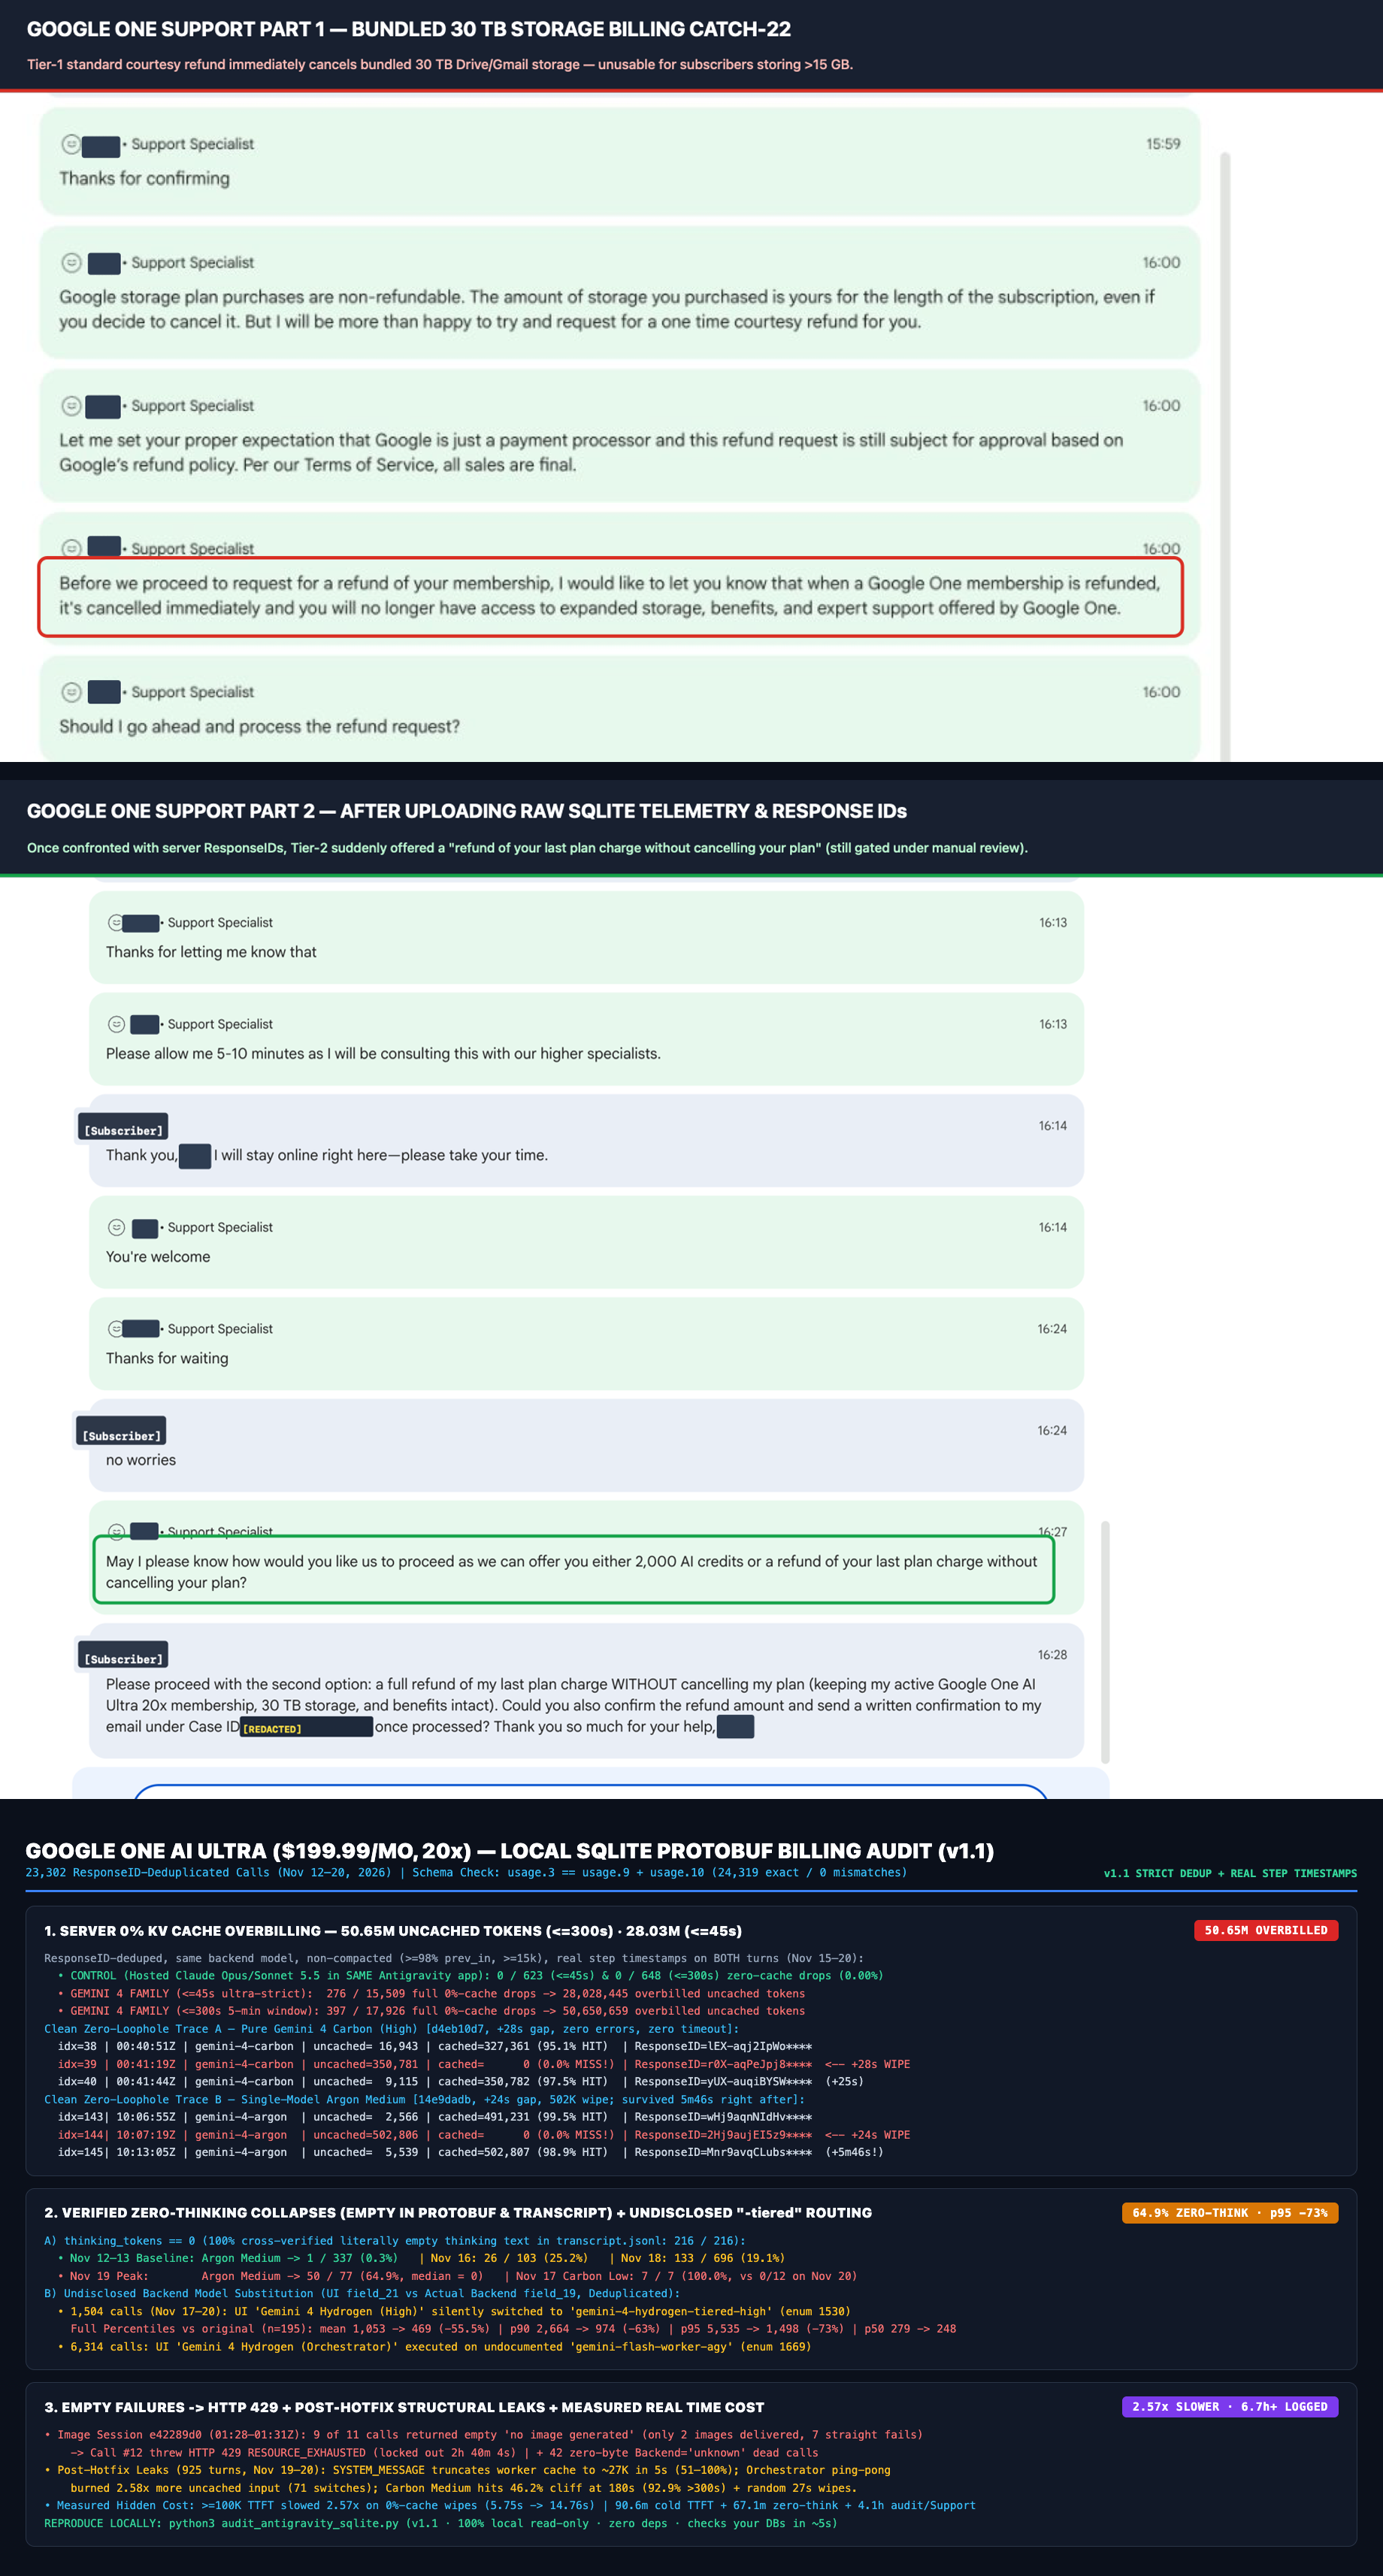 GOOGLE ONE SUPPORT PART 1 — BUNDLED 30 TB STORAGE BILLING CATCH-22
Tier-1 standard courtesy refund immediately cancels bundled 30 TB Drive/Gmail storage — unusable for subscribers storing >15 GB.
• Support Specialist 15:59
Thanks for confirming
• Support Specialist 16:00
Google storage plan purchases are non-refundable. The amount of storage you purchased is yours for the length of the subscription, even if
you decide to cancel it. But I will be more than happy to try and request for a one time courtesy refund for you.
• Support Specialist 16:00
Let me set your proper expectation that Google is just a payment processor and this refund request is still subject for approval based on
Google's refund policy. Per our Terms of Service, all sales are final.
• Support Specialist 16:00
Before we proceed to request for a refund of your membership, I would like to let you know that when a Google One membership is refunded,
it's cancelled immediately and you will no longer have access to expanded storage, benefits, and expert support offered by Google One.
• Support Specialist 16:00
Should I go ahead and process the refund request?
GOOGLE ONE SUPPORT PART 2 — AFTER UPLOADING RAW SQLITE TELEMETRY & RESPONSE IDs
Once confronted with server ResponseIDs, Tier-2 suddenly offered a "refund of your last plan charge without cancelling your plan" (still gated under manual review).
• Support Specialist 16:13
Thanks for letting me know that
• Support Specialist 16:13
Please allow me 5-10 minutes as I will be consulting this with our higher specialists.
[Subscriber] 16:14
Thank you, I will stay online right here—please take your time.
• Support Specialist 16:14
You're welcome
• Support Specialist 16:24
Thanks for waiting
[Subscriber] 16:24
no worries
• Support Specialist 16:27
May I please know how would you like us to proceed as we can offer you either 2,000 AI credits or a refund of your last plan charge without
cancelling your plan?
[Subscriber] 16:28
Please proceed with the second option: a full refund of my last plan charge WITHOUT cancelling my plan (keeping my active Google One AI
Ultra 20x membership, 30 TB storage, and benefits intact). Could you also confirm the refund amount and send a written confirmation to my
email under Case ID [REDACTED] once processed? Thank you so much for your help,
GOOGLE ONE AI ULTRA ($199.99/MO, 20x) — LOCAL SQLITE PROTOBUF BILLING AUDIT (v1.1)
23,302 ResponseID-Deduplicated Calls (Nov 12–20, 2026) | Schema Check: usage.3 == usage.9 + usage.10 (24,319 exact / 0 mismatches) v1.1 STRICT DEDUP + REAL STEP TIMESTAMPS
1. SERVER 0% KV CACHE OVERBILLING — 50.65M UNCACHED TOKENS (<=300s) · 28.03M (<=45s) 50.65M OVERBILLED
ResponseID-deduped, same backend model, non-compacted (>=98% prev_in, >=15k), real step timestamps on BOTH turns (Nov 15–20):
• CONTROL (Hosted Claude Opus/Sonnet 5.5 in SAME Antigravity app): 0 / 623 (<=45s) & 0 / 648 (<=300s) zero-cache drops (0.00%)
• GEMINI 4 FAMILY (<=45s ultra-strict): 276 / 15,509 full 0%-cache drops -> 28,028,445 overbilled uncached tokens
• GEMINI 4 FAMILY (<=300s 5-min window): 397 / 17,926 full 0%-cache drops -> 50,650,659 overbilled uncached tokens
Clean Zero-Loophole Trace A — Pure Gemini 4 Carbon (High) [d4eb10d7, +28s gap, zero errors, zero timeout]:
idx=38 | 00:40:51Z | gemini-4-carbon | uncached= 16,943 | cached=327,361 (95.1% HIT) | ResponseID=lEX-aqj2IpWo****
idx=39 | 00:41:19Z | gemini-4-carbon | uncached=350,781 | cached= 0 (0.0% MISS!) | ResponseID=r0X-aqPeJpj8**** <-- +28s WIPE
idx=40 | 00:41:44Z | gemini-4-carbon | uncached= 9,115 | cached=350,782 (97.5% HIT) | ResponseID=yUX-auqiBYSW**** (+25s)
Clean Zero-Loophole Trace B — Single-Model Argon Medium [14e9dadb, +24s gap, 502K wipe; survived 5m46s right after]:
idx=143| 10:06:55Z | gemini-4-argon | uncached= 2,566 | cached=491,231 (99.5% HIT) | ResponseID=wHj9aqnNIdHv****
idx=144| 10:07:19Z | gemini-4-argon | uncached=502,806 | cached= 0 (0.0% MISS!) | ResponseID=2Hj9aujEI5z9**** <-- +24s WIPE
idx=145| 10:13:05Z | gemini-4-argon | uncached= 5,539 | cached=502,807 (98.9% HIT) | ResponseID=Mnr9avqCLubs**** (+5m46s!)
2. VERIFIED ZERO-THINKING COLLAPSES (EMPTY IN PROTOBUF & TRANSCRIPT) + UNDISCLOSED "-tiered" ROUTING 64.9% ZERO-THINK · p95 -73%
A) thinking_tokens == 0 (100% cross-verified literally empty thinking text in transcript.jsonl: 216 / 216):
• Nov 12–13 Baseline: Argon Medium -> 1 / 337 (0.3%) | Nov 16: 26 / 103 (25.2%) | Nov 18: 133 / 696 (19.1%)
• Nov 19 Peak: Argon Medium -> 50 / 77 (64.9%, median = 0) | Nov 17 Carbon Low: 7 / 7 (100.0%, vs 0/12 on Nov 20)
B) Undisclosed Backend Model Substitution (UI field_21 vs Actual Backend field_19, Deduplicated):
• 1,504 calls (Nov 17–20): UI 'Gemini 4 Hydrogen (High)' silently switched to 'gemini-4-hydrogen-tiered-high' (enum 1530)
Full Percentiles vs original (n=195): mean 1,053 -> 469 (-55.5%) | p90 2,664 -> 974 (-63%) | p95 5,535 -> 1,498 (-73%) | p50 279 -> 248
• 6,314 calls: UI 'Gemini 4 Hydrogen (Orchestrator)' executed on undocumented 'gemini-flash-worker-agy' (enum 1669)
3. EMPTY FAILURES -> HTTP 429 + POST-HOTFIX STRUCTURAL LEAKS + MEASURED REAL TIME COST 2.57x SLOWER · 6.7h+ LOGGED
• Image Session e42289d0 (01:28–01:31Z): 9 of 11 calls returned empty 'no image generated' (only 2 images delivered, 7 straight fails)
-> Call #12 threw HTTP 429 RESOURCE_EXHAUSTED (locked out 2h 40m 4s) | + 42 zero-byte Backend='unknown' dead calls
• Post-Hotfix Leaks (925 turns, Nov 19–20): SYSTEM_MESSAGE truncates worker cache to ~27K in 5s (51–100%); Orchestrator ping-pong
burned 2.58x more uncached input (71 switches); Carbon Medium hits 46.2% cliff at 180s (92.9% >300s) + random 27s wipes.
• Measured Hidden Cost: >=100K TTFT slowed 2.57x on 0%-cache wipes (5.75s -> 14.76s) | 90.6m cold TTFT + 67.1m zero-think + 4.1h audit/Support
REPRODUCE LOCALLY: python3 audit_antigravity_sqlite.py (v1.1 · 100% local read-only · zero deps · checks your DBs in ~5s)